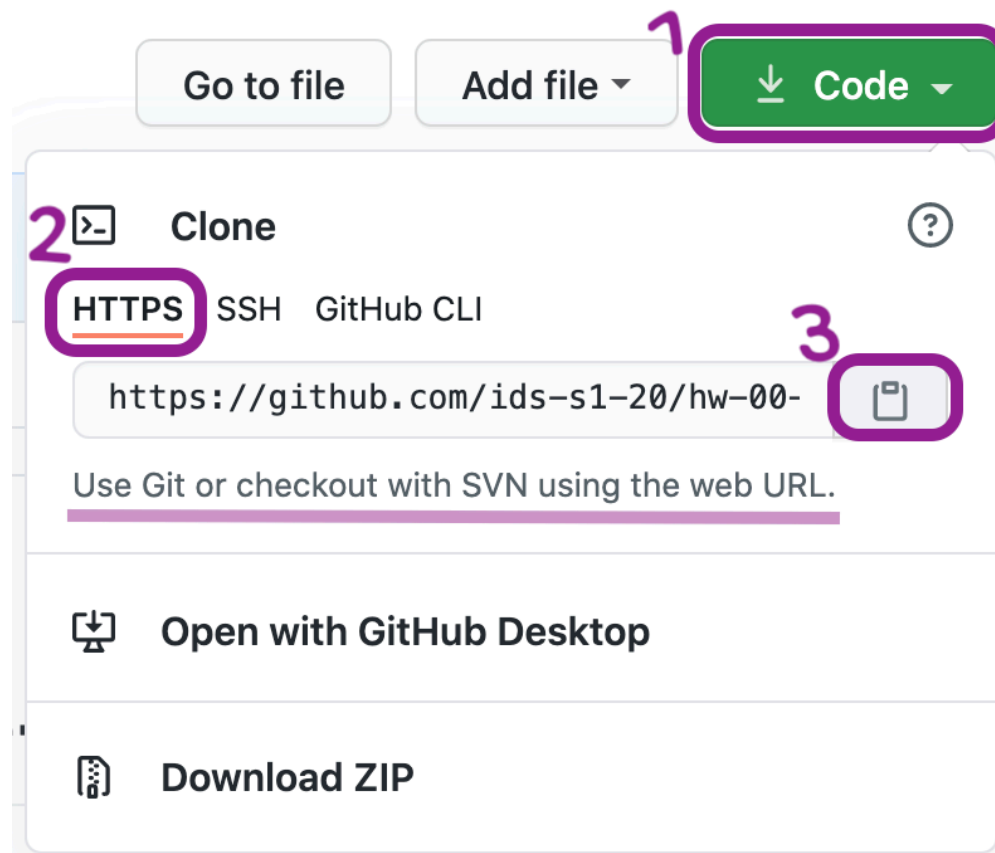 1
Go to file Add file Code
2
Clone
HTTPS SSH GitHub CLI
3
https://github.com/ids-s1-20/hw-00-
Use Git or checkout with SVN using the web URL.
Open with GitHub Desktop
Download ZIP